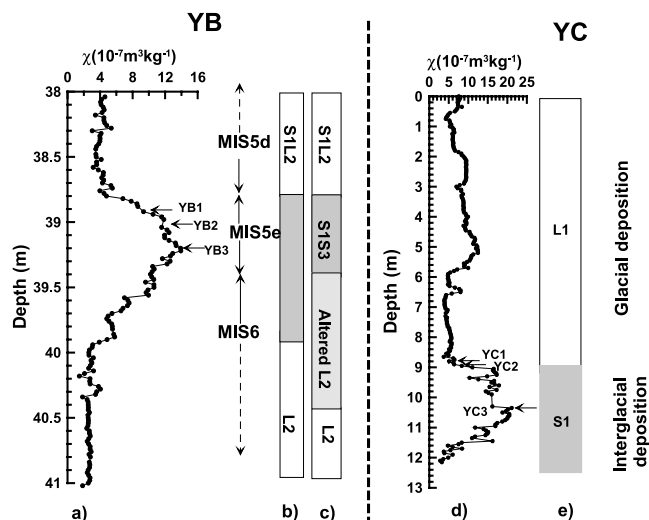 YB
YC
χ(10⁻⁷m³kg⁻¹)
0 4 8 12 16
38
38.5
39
39.5
40
40.5
41
Depth (m)
YB1
YB2
YB3
MIS5d
MIS5e
MIS6
S1L2
L2
S1L2
S1S3
Altered L2
L2
a)
b)
c)
χ(10⁻⁷m³kg⁻¹)
0 5 10 15 20 25
0
1
2
3
4
5
6
7
8
9
10
11
12
13
Depth (m)
YC1
YC2
YC3
L1
S1
Glacial deposition
Interglacial
deposition
d)
e)